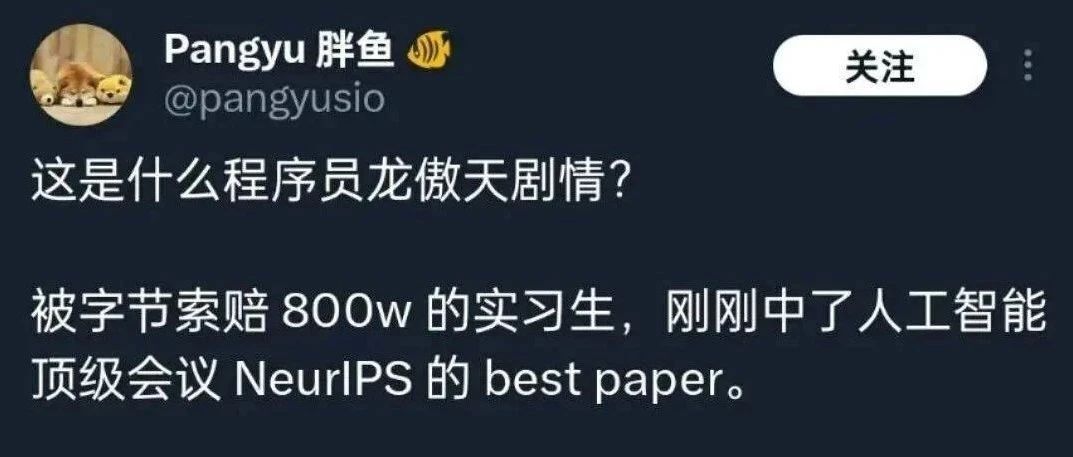 Pangyu 胖鱼 🐠
@pangyusio
关注
这是什么程序员龙傲天剧情？
被字节索赔 800w 的实习生，刚刚中了人工智能
顶级会议 NeurIPS 的 best paper。